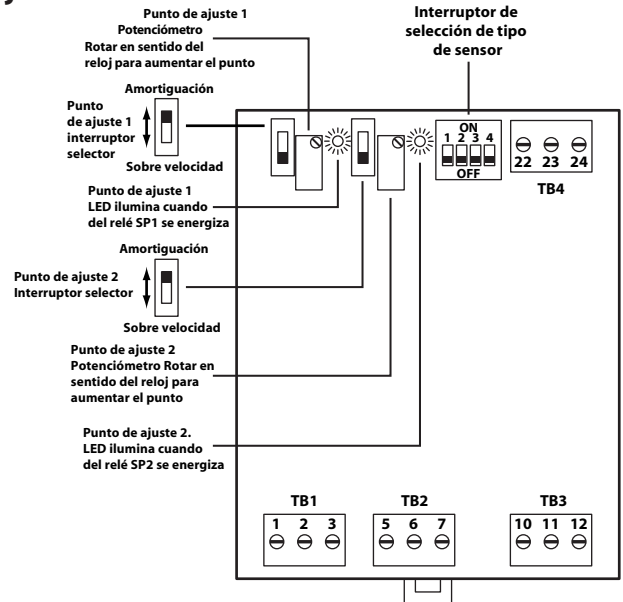 Punto de ajuste 1
Potenciómetro
Rotar en sentido del
reloj para aumentar el punto
Interruptor de
selección de tipo
de sensor
Amortiguación
Punto
de ajuste 1
interruptor
selector
Sobre velocidad
Punto de ajuste 1
LED ilumina cuando
del relé SP1 se energiza
Amortiguación
Punto de ajuste 2
Interruptor selector
Sobre velocidad
Punto de ajuste 2
Potenciómetro Rotar en
sentido del reloj para
aumentar el punto
Punto de ajuste 2.
LED ilumina cuando
del relé SP2 se energiza
ON
1 2 3 4
OFF
22 23 24
TB4
TB1
1 2 3
TB2
5 6 7
TB3
10 11 12